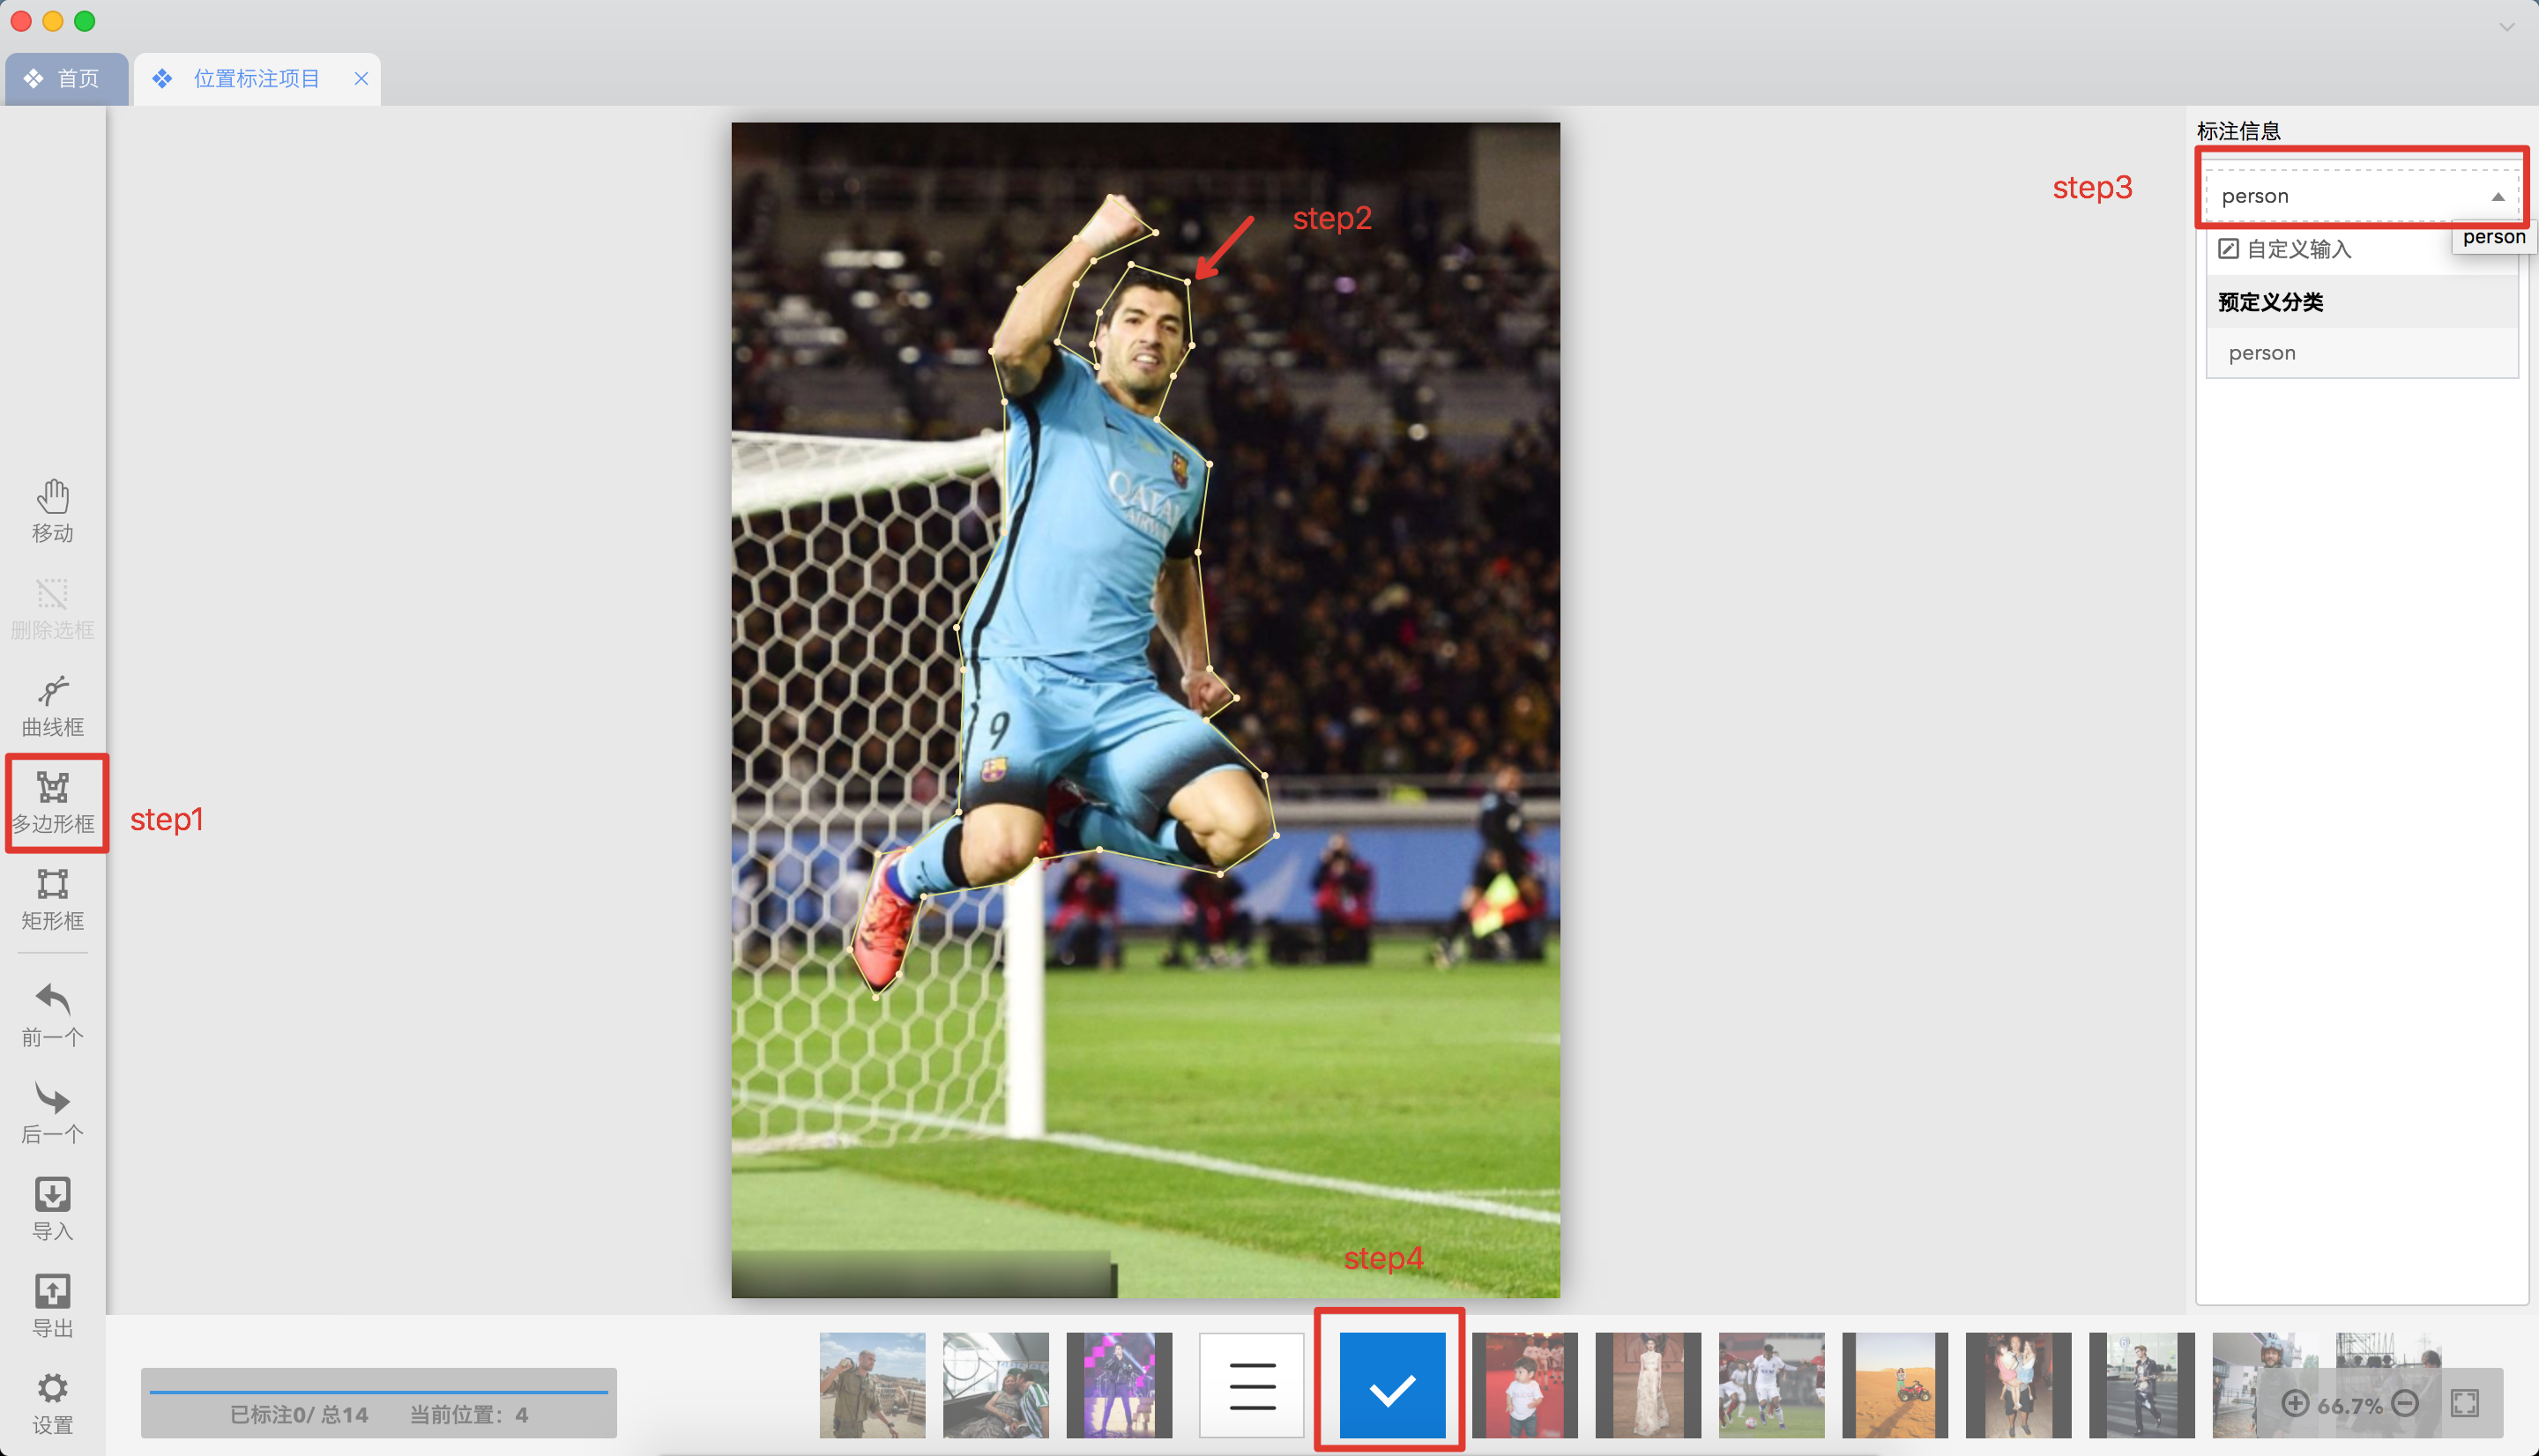 首页
位置标注项目
标注信息
step3
person
person
自定义输入
预定义分类
person
step2
QATAR
AIRWAYS
9
移动
删除选框
曲线框
多边形框
step1
矩形框
前一个
后一个
导入
导出
设置
step4
已标注0/ 总14 当前位置：4
66.7%